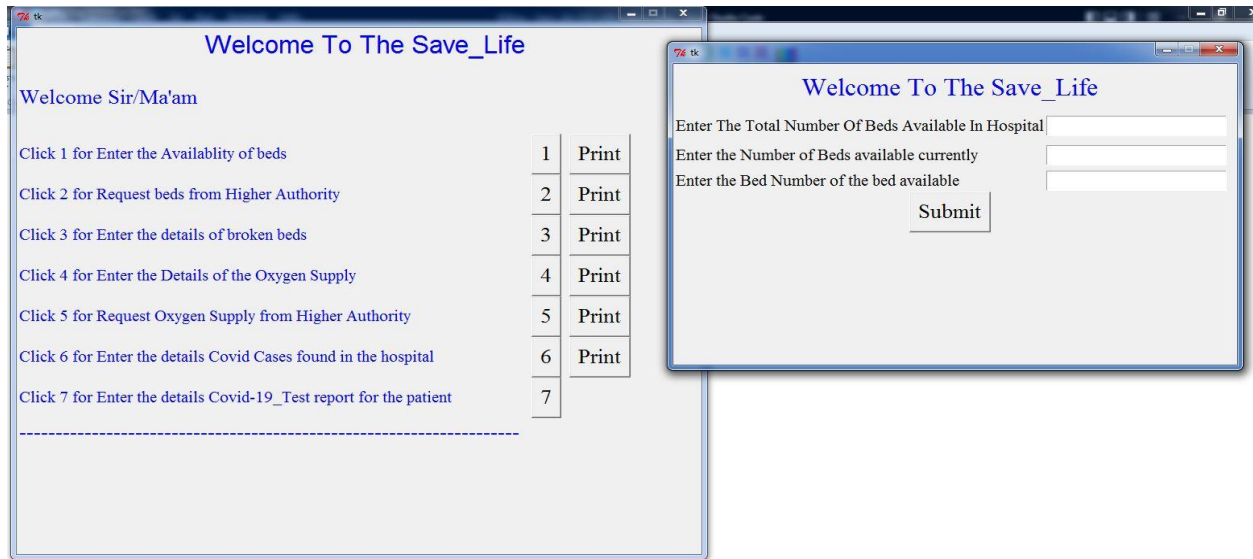 tk
Welcome To The Save_Life
Welcome Sir/Ma'am
Click 1 for Enter the Availablity of beds 1 Print
Click 2 for Request beds from Higher Authority 2 Print
Click 3 for Enter the details of broken beds 3 Print
Click 4 for Enter the Details of the Oxygen Supply 4 Print
Click 5 for Request Oxygen Supply from Higher Authority 5 Print
Click 6 for Enter the details Covid Cases found in the hospital 6 Print
Click 7 for Enter the details Covid-19_Test report for the patient 7
----------------------------------------------------------------------
tk
Welcome To The Save_Life
Enter The Total Number Of Beds Available In Hospital
Enter the Number of Beds available currently
Enter the Bed Number of the bed available
Submit